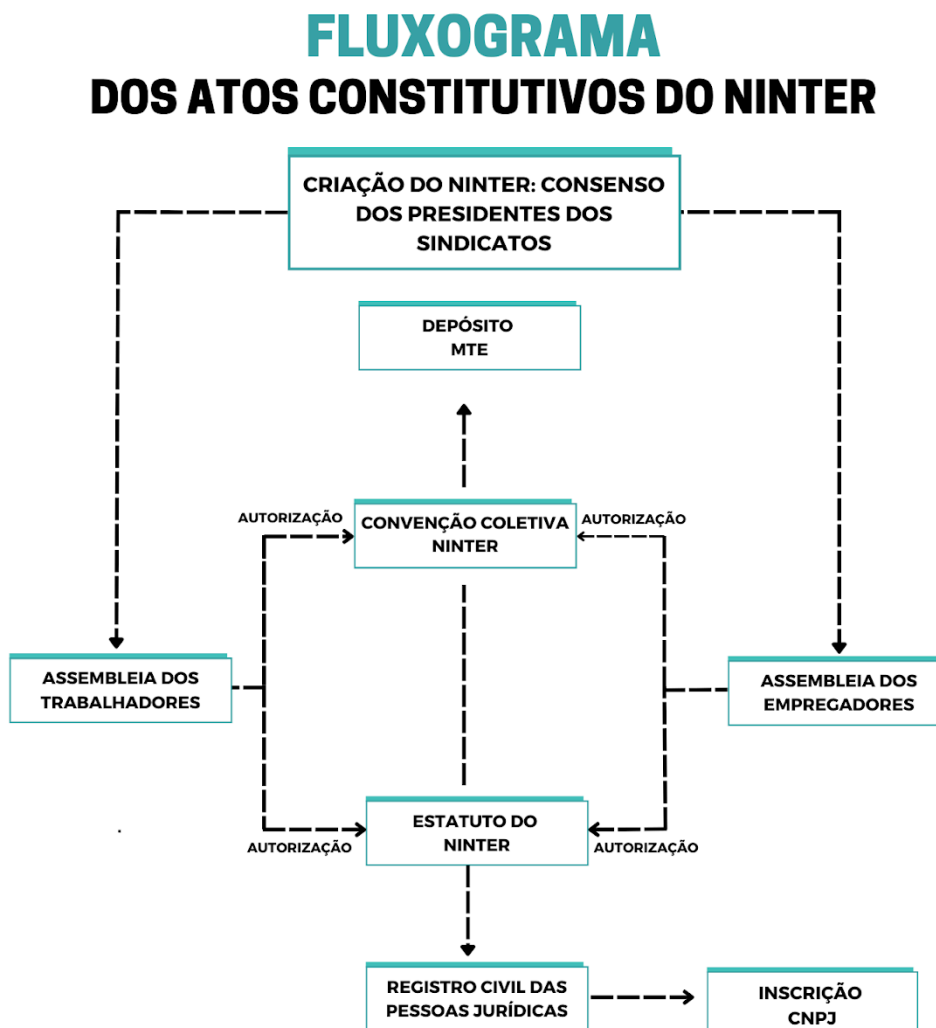 FLUXOGRAMA
DOS ATOS CONSTITUTIVOS DO NINTER
CRIAÇÃO DO NINTER: CONSENSO
DOS PRESIDENTES DOS
SINDICATOS
DEPÓSITO
MTE
AUTORIZAÇÃO
CONVENÇÃO COLETIVA
NINTER
AUTORIZAÇÃO
ASSEMBLEIA DOS
TRABALHADORES
ASSEMBLEIA DOS
EMPREGADORES
ESTATUTO DO
NINTER
AUTORIZAÇÃO
AUTORIZAÇÃO
REGISTRO CIVIL DAS
PESSOAS JURÍDICAS
INSCRIÇÃO
CNPJ